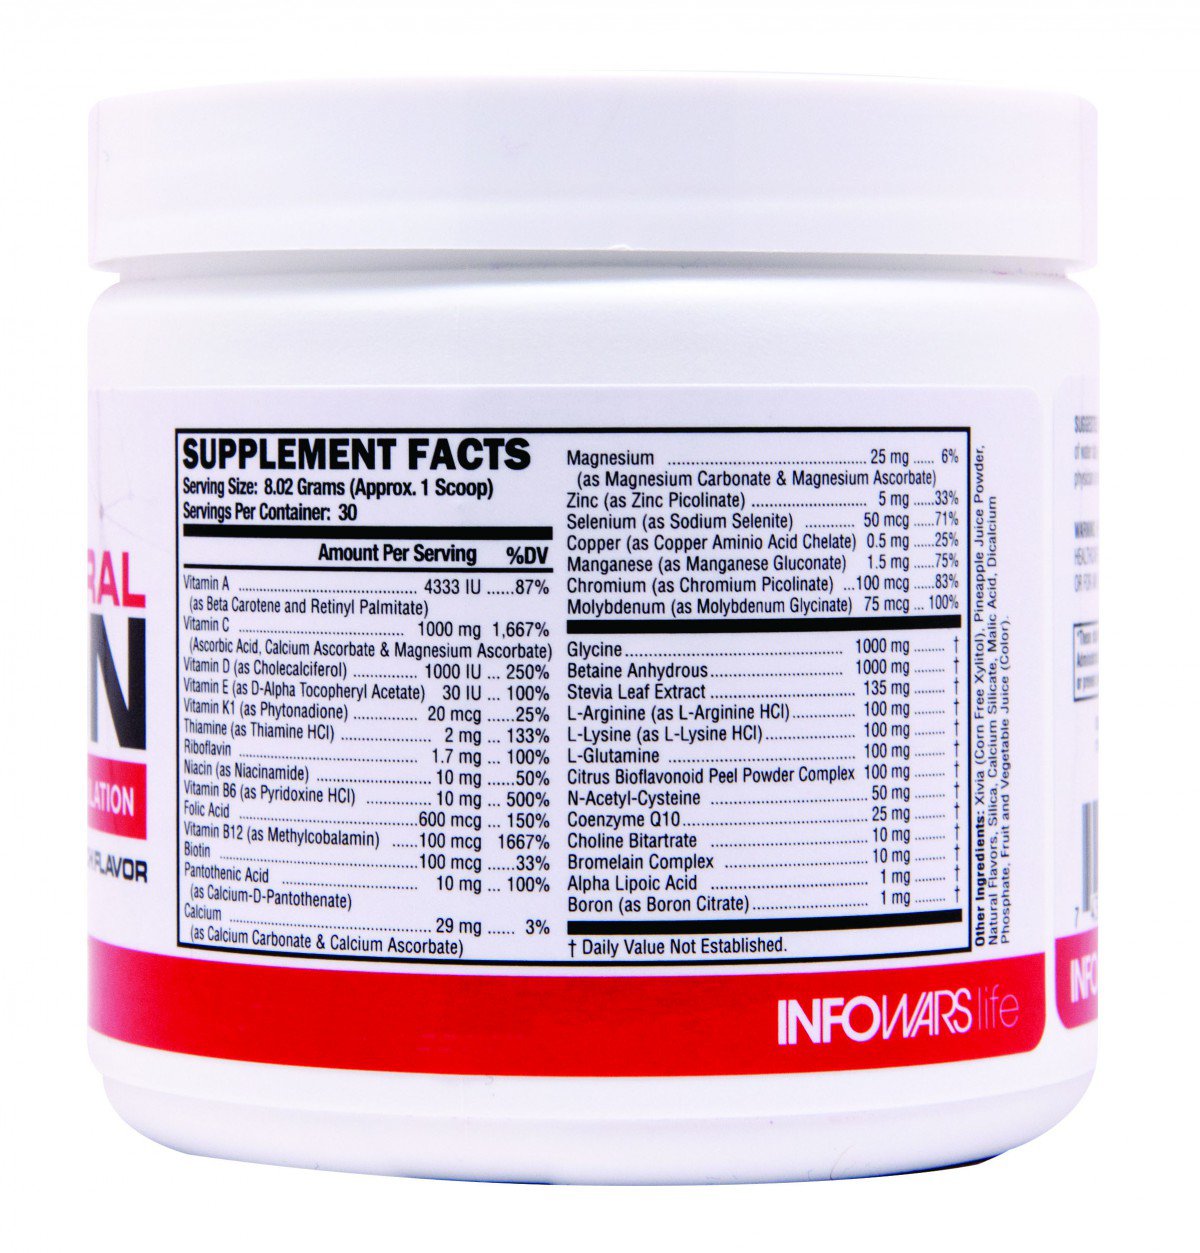 SUPPLEMENT FACTS
Serving Size: 8.02 Grams (Approx. 1 Scoop)
Servings Per Container: 30
Amount Per Serving %DV
Vitamin A 4333 IU ......87%
(as Beta Carotene and Retinyl Palmitate)
Vitamin C 1000 mg 1,667%
(Ascorbic Acid, Calcium Ascorbate & Magnesium Ascorbate)
Vitamin D (as Cholecalciferol) 1000 IU ... 250%
Vitamin E (as D-Alpha Tocopheryl Acetate) 30 IU ... 100%
Vitamin K1 (as Phytonadione) 20 mcg ......25%
Thiamine (as Thiamine HCl) 2 mg ... 133%
Riboflavin 1.7 mg ... 100%
Niacin (as Niacinamide) 10 mg ....50%
Vitamin B6 (as Pyridoxine HCl) 10 mg ... 500%
Folic Acid 600 mcg ... 150%
Vitamin B12 (as Methylcobalamin) ......100 mcg 1667%
Biotin 100 mcg ......33%
Pantothenic Acid 10 mg ... 100%
(as Calcium-D-Pantothenate)
Calcium 29 mg ...... 3%
(as Calcium Carbonate & Calcium Ascorbate)
Magnesium 25 mg ..... 6%
(as Magnesium Carbonate & Magnesium Ascorbate)
Zinc (as Zinc Picolinate) 5 mg .....33%
Selenium (as Sodium Selenite) 50 mcg .....71%
Copper (as Copper Aminio Acid Chelate) 0.5 mg .....25%
Manganese (as Manganese Gluconate) 1.5 mg .....75%
Chromium (as Chromium Picolinate) ...100 mcg .....83%
Molybdenum (as Molybdenum Glycinate) 75 mcg ... 100%
Glycine 1000 mg ........ †
Betaine Anhydrous 1000 mg ........ †
Stevia Leaf Extract 135 mg ........ †
L-Arginine (as L-Arginine HCl) 100 mg ........ †
L-Lysine (as L-Lysine HCl) 100 mg ........ †
L-Glutamine 100 mg ........ †
Citrus Bioflavonoid Peel Powder Complex 100 mg ........ †
N-Acetyl-Cysteine 50 mg ........ †
Coenzyme Q10 25 mg ........ †
Choline Bitartrate 10 mg ........ †
Bromelain Complex 10 mg ........ †
Alpha Lipoic Acid 1 mg ........ †
Boron (as Boron Citrate) 1 mg ........ †
† Daily Value Not Established.
Other Ingredients: Xivia (Corn Free Xylitol), Pineapple Juice Powder,
Natural Flavors, Silica, Calcium Silicate, Malic Acid, Dicalcium
Phosphate, Fruit and Vegetable Juice (Color).
INFOWARS life
RAL
N
LATION
FLAVOR
of water
WARNING
OR FOR
7
INFO